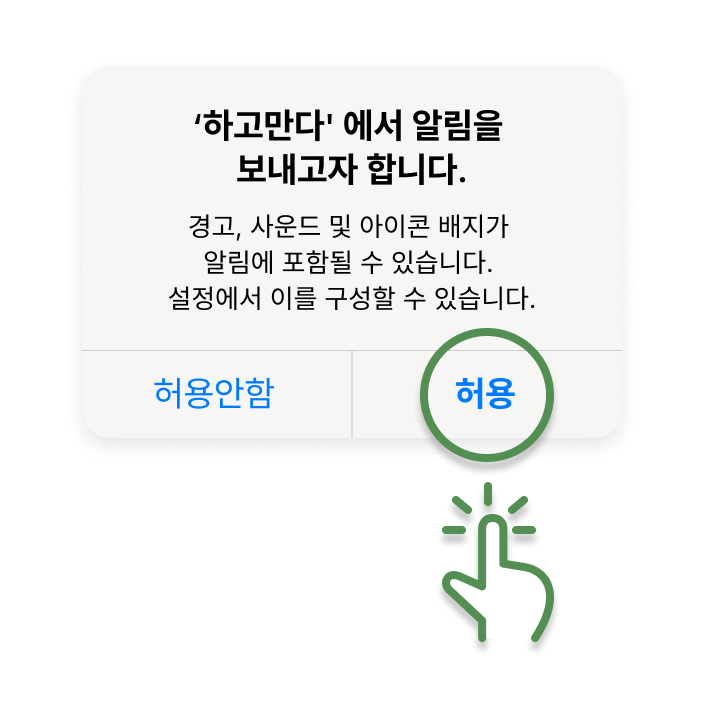 ‘하고만다' 에서 알림을
보내고자 합니다.
경고, 사운드 및 아이콘 배지가
알림에 포함될 수 있습니다.
설정에서 이를 구성할 수 있습니다.
허용안함
허용